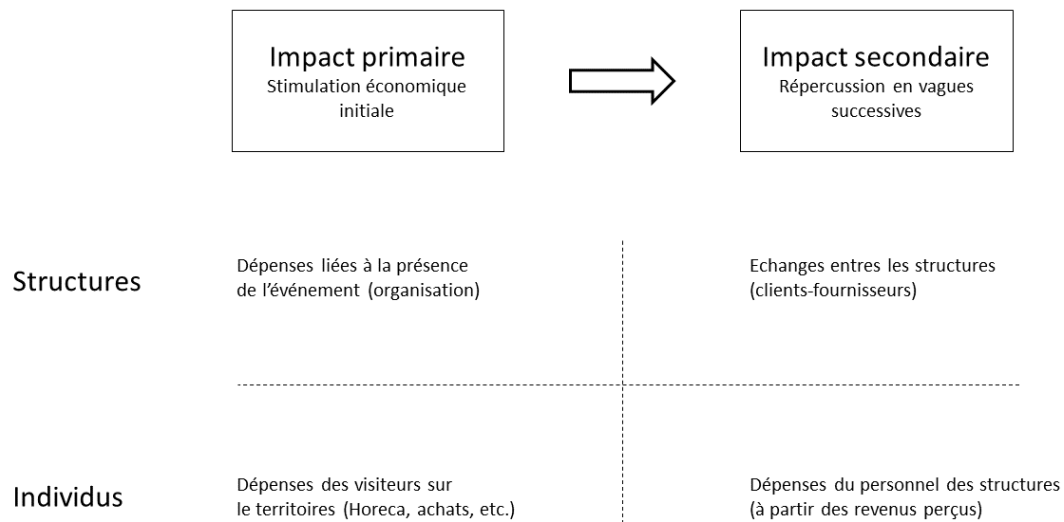 Impact primaire
Stimulation économique
initiale
Impact secondaire
Répercussion en vagues
successives
Structures
Dépenses liées à la présence
de l'événement (organisation)
Echanges entres les structures
(clients-fournisseurs)
Individus
Dépenses des visiteurs sur
le territoires (Horeca, achats, etc.)
Dépenses du personnel des structures
(à partir des revenus perçus)